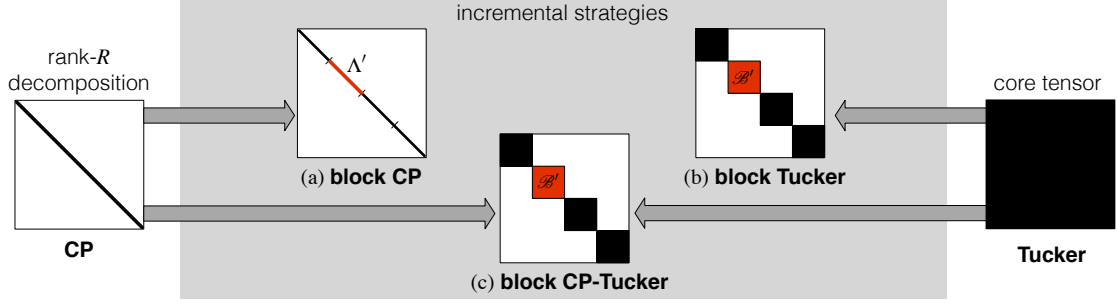 incremental strategies
rank-R
decomposition
CP
Λ′
(a) block CP
ℬ′
(b) block Tucker
ℬ′
(c) block CP-Tucker
core tensor
Tucker